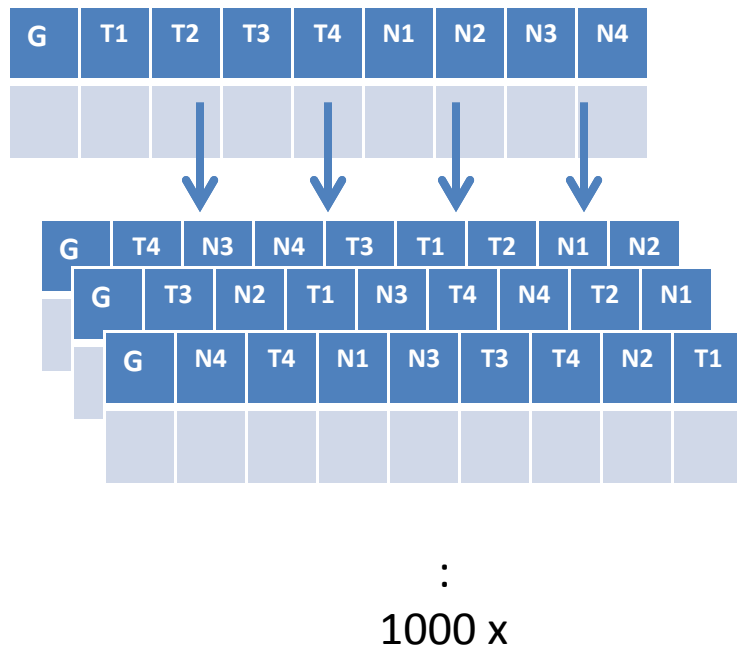 G T1 T2 T3 T4 N1 N2 N3 N4
G T4 N3 N4 T3 T1 T2 N1 N2
G T3 N2 T1 N3 T4 N4 T2 N1
G N4 T4 N1 N3 T3 T4 N2 T1
:
1000 x